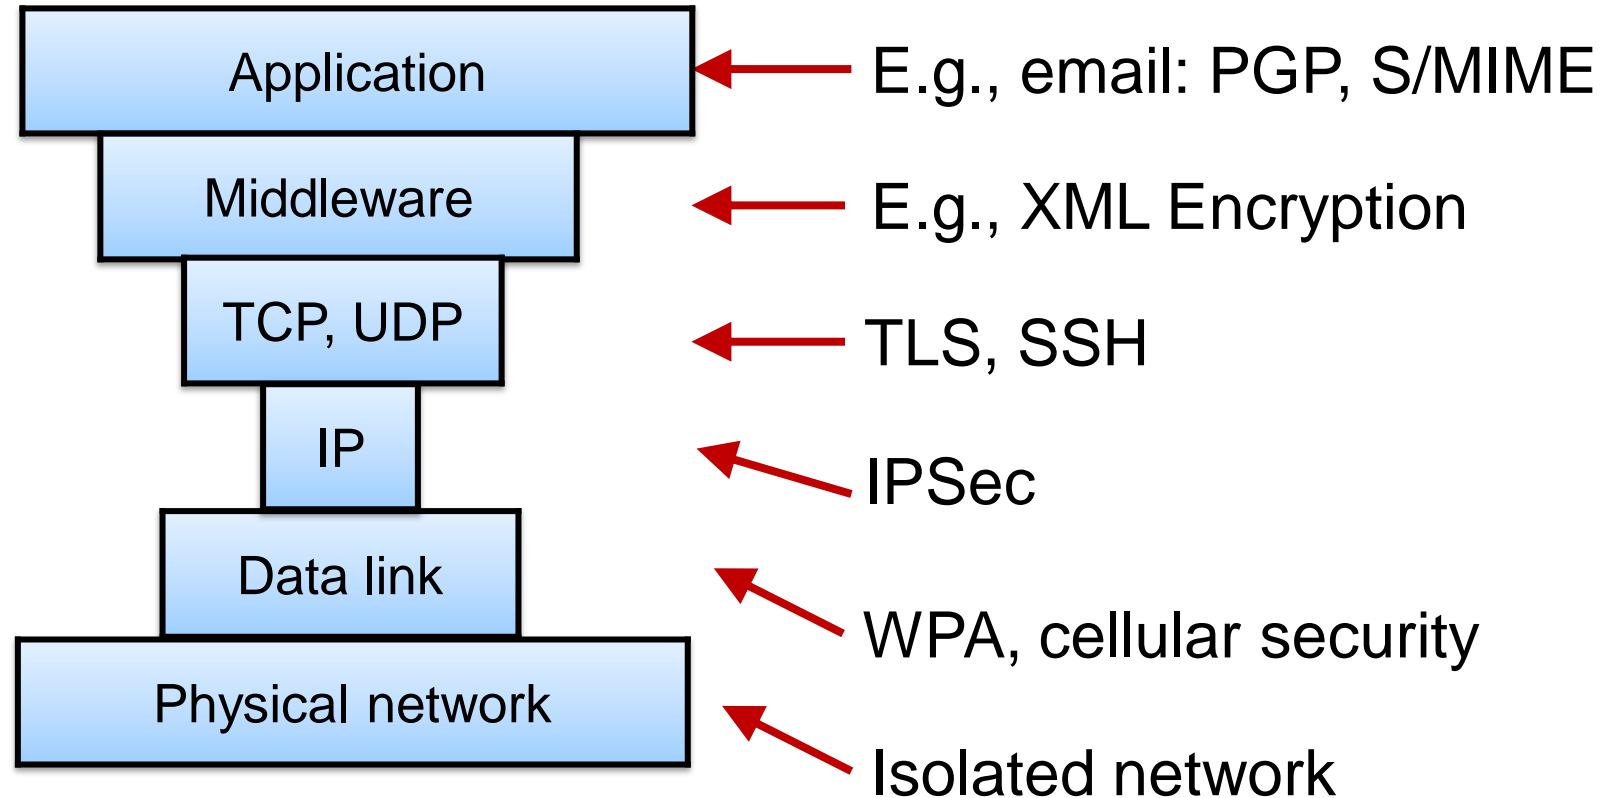 Application
E.g., email: PGP, S/MIME
Middleware
E.g., XML Encryption
TCP, UDP
TLS, SSH
IP
IPSec
Data link
WPA, cellular security
Physical network
Isolated network